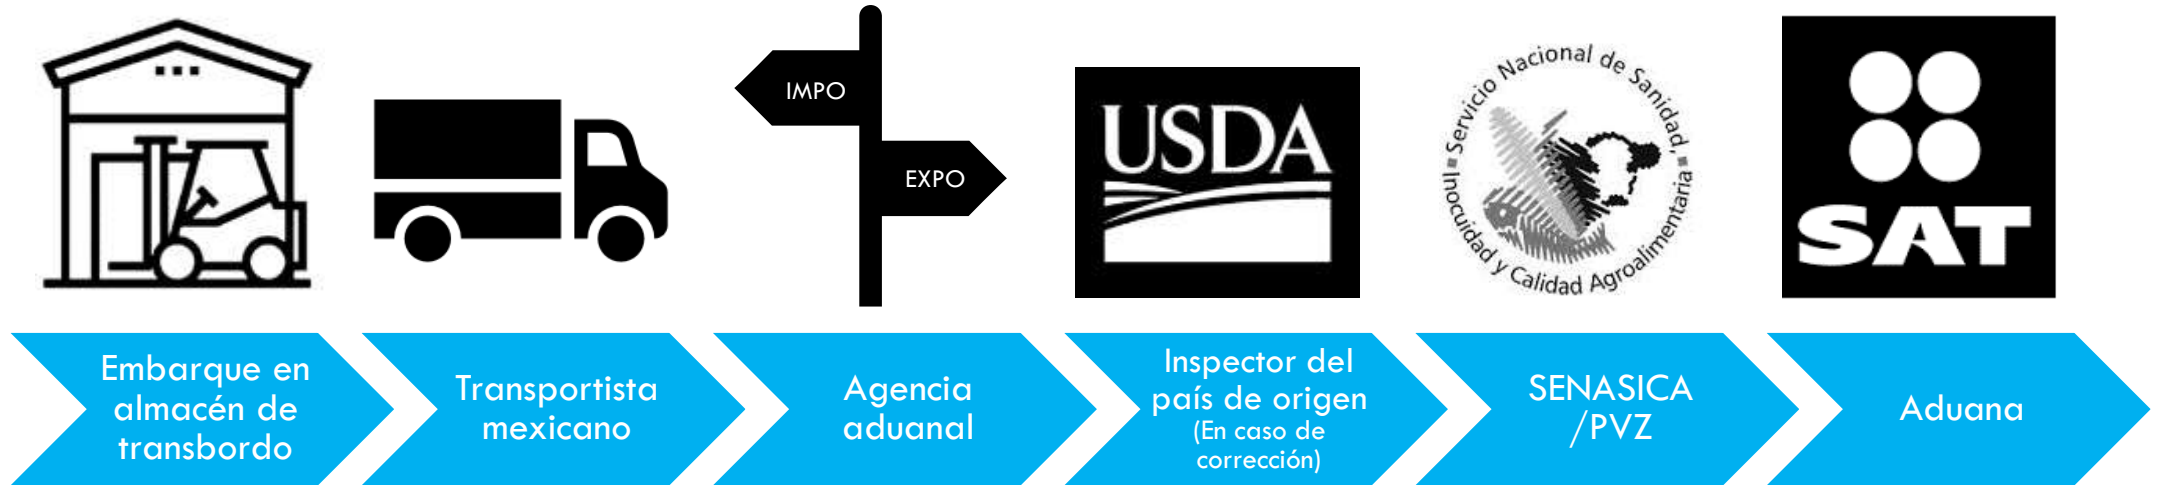 IMPO
EXPO
USDA
Servicio Nacional de Sanidad,
Inocuidad y Calidad Agroalimentaria
SAT
Embarque en
almacén de
transbordo
Transportista
mexicano
Agencia
aduanal
Inspector del
país de origen
(En caso de
corrección)
SENASICA
/PVZ
Aduana